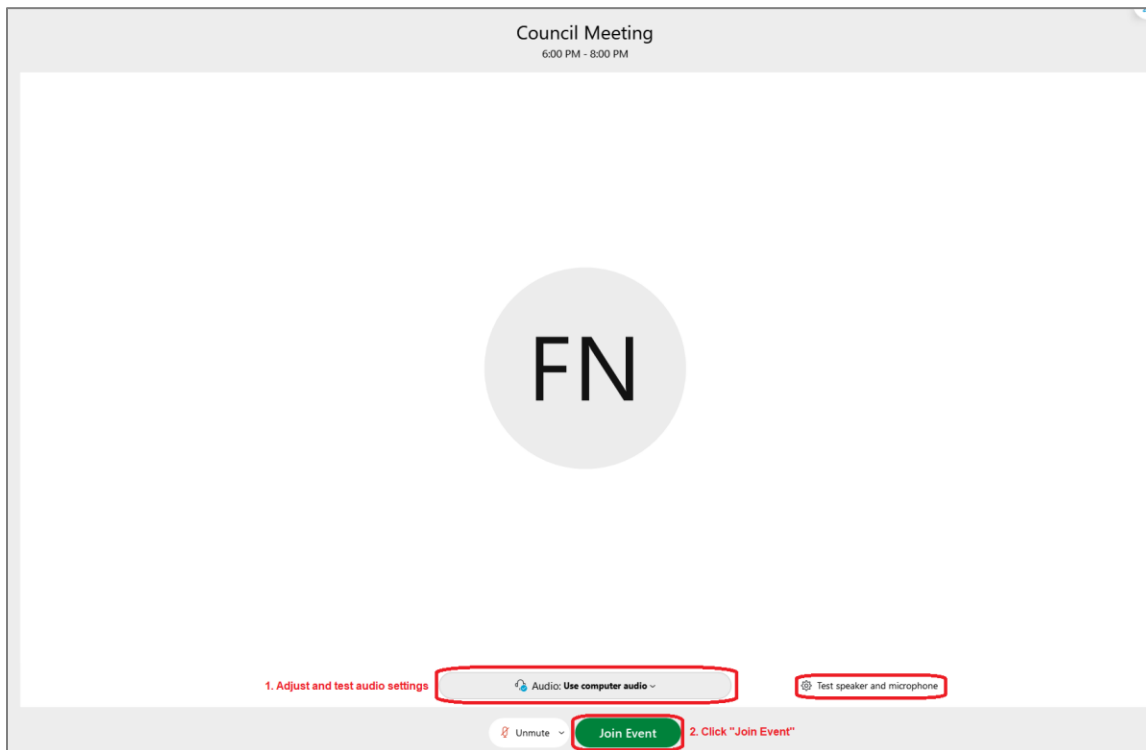 Council Meeting
6:00 PM - 8:00 PM
FN
1. Adjust and test audio settings
Audio: Use computer audio
Test speaker and microphone
Unmute
Join Event
2. Click "Join Event"